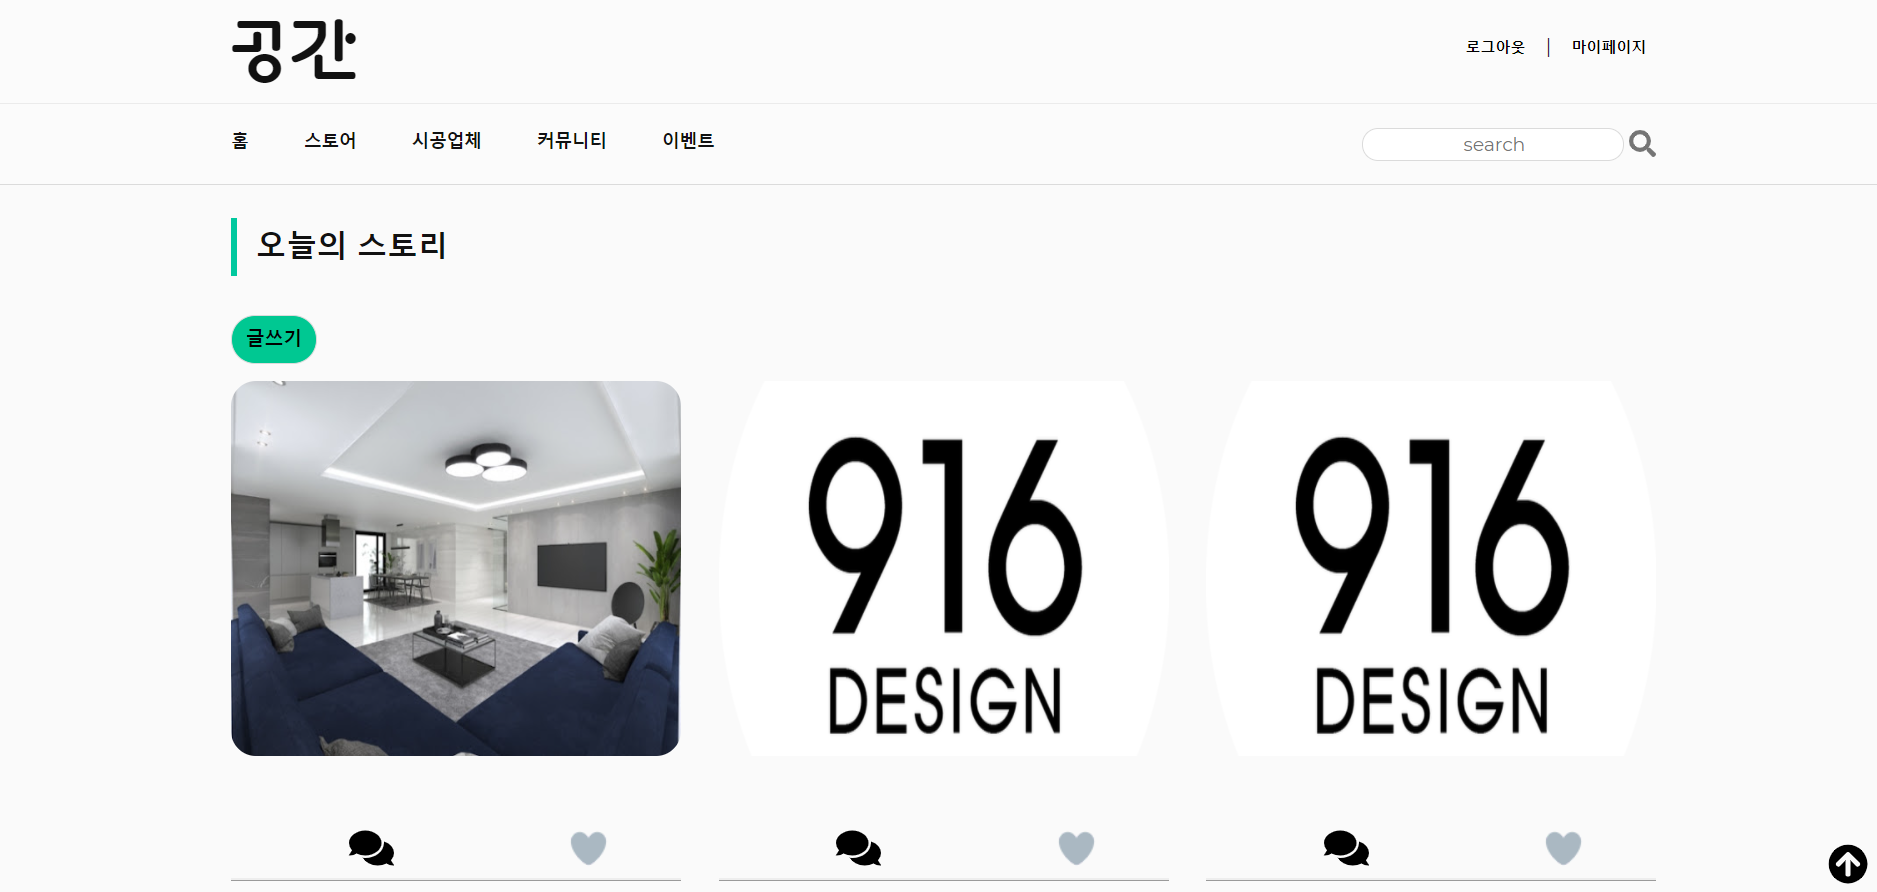 공간
로그아웃 | 마이페이지
홈 스토어 시공업체 커뮤니티 이벤트 search
오늘의 스토리
글쓰기
916 916
DESIGN DESIGN